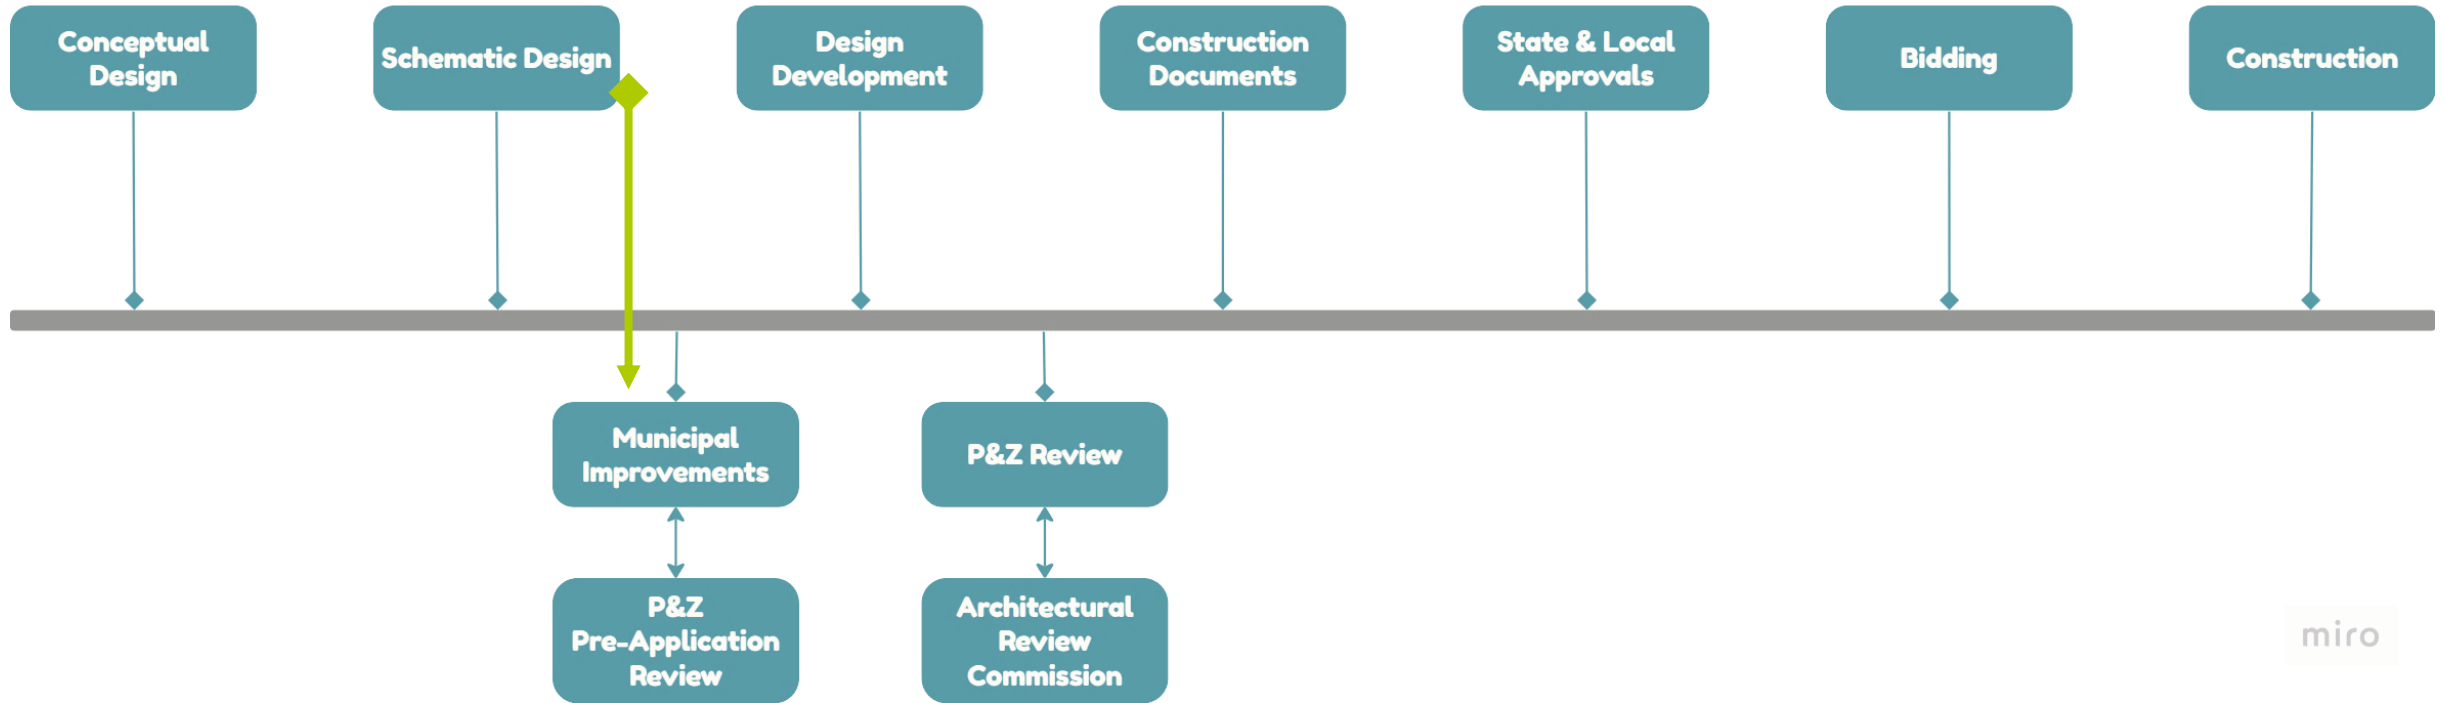 Conceptual
Design
Schematic Design
Design
Development
Construction
Documents
State & Local
Approvals
Bidding
Construction
Municipal
Improvements
P&Z Review
P&Z
Pre-Application
Review
Architectural
Review
Commission
miro